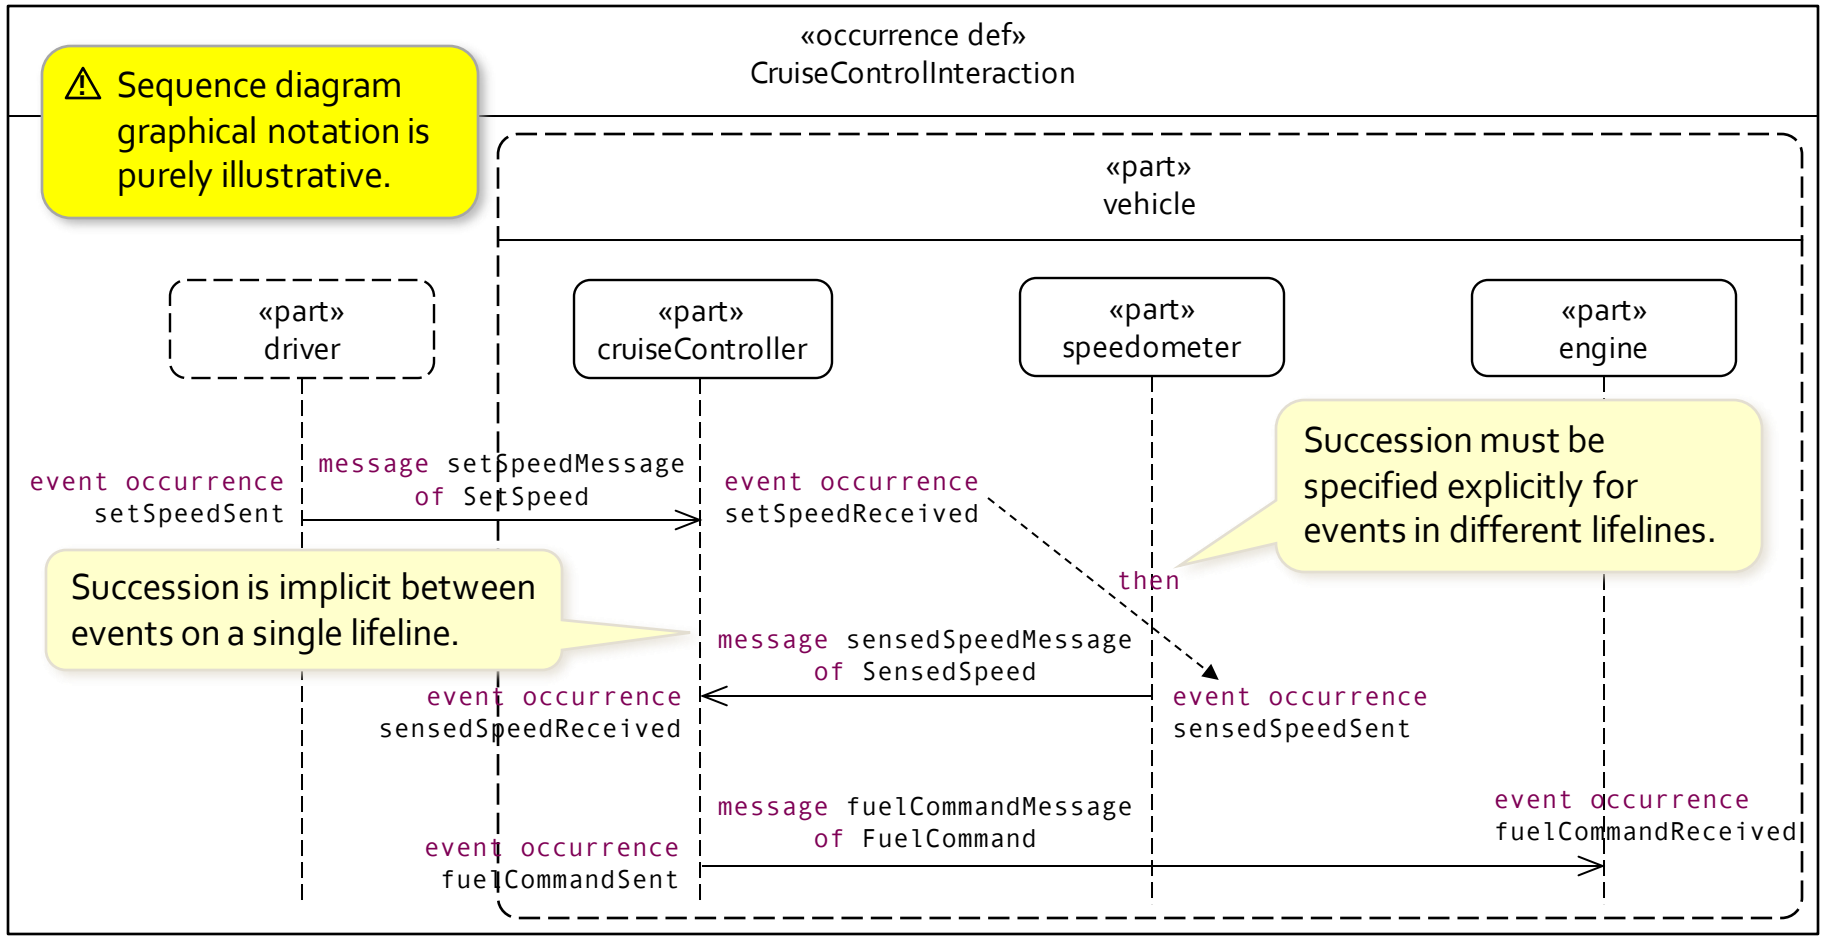 «occurrence def»
CruiseControlInteraction
⚠ Sequence diagram
graphical notation is
purely illustrative.
«part»
vehicle
«part»
driver
«part»
cruiseController
«part»
speedometer
«part»
engine
event occurrence
setSpeedSent
message setSpeedMessage
of SetSpeed
event occurrence
setSpeedReceived
Succession must be
specified explicitly for
events in different lifelines.
then
Succession is implicit between
events on a single lifeline.
message sensedSpeedMessage
of SensedSpeed
event occurrence
sensedSpeedReceived
event occurrence
sensedSpeedSent
message fuelCommandMessage
of FuelCommand
event occurrence
fuelCommandReceived
event occurrence
fuelCommandSent